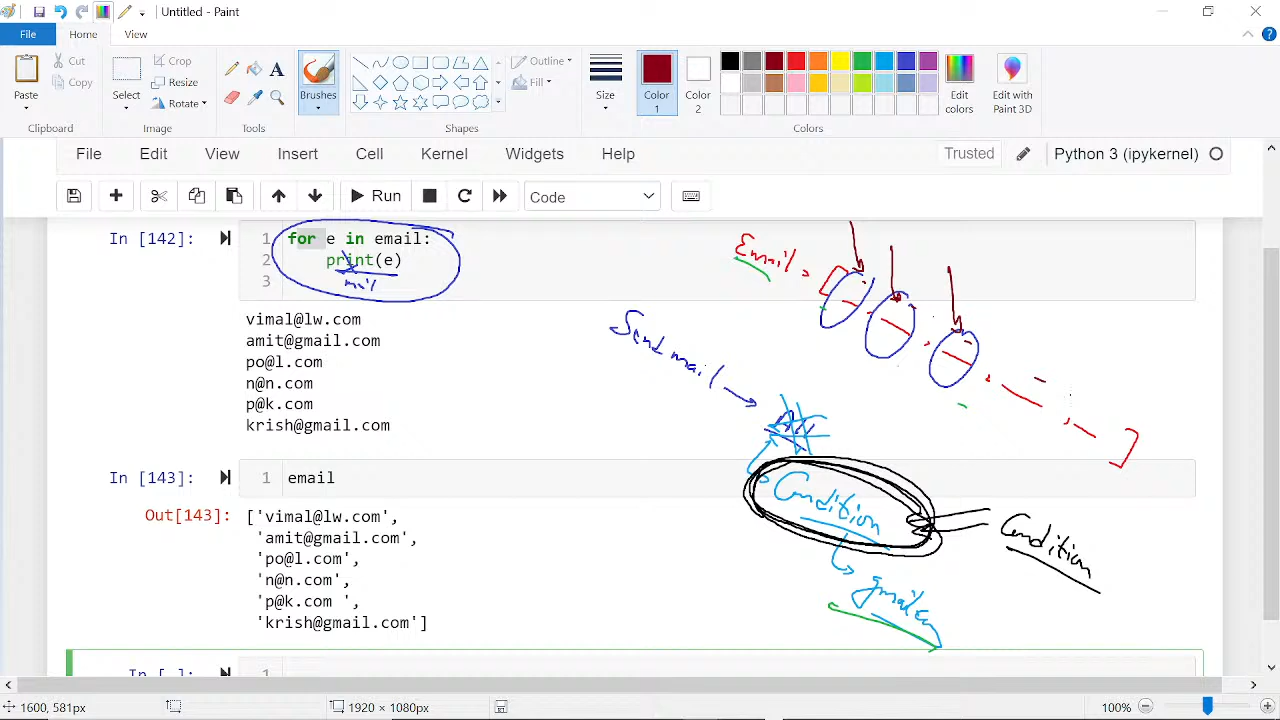 Untitled - Paint
File
Home
View
Paste
Cut
Copy
Clipboard
Select
Crop
Resize
Rotate
Image
Tools
Brushes
Shapes
Outline
Fill
Size
Color 1
Color 2
Colors
Edit colors
Edit with Paint 3D
File Edit View Insert Cell Kernel Widgets Help
Trusted
Python 3 (ipykernel)
Run
Code
In [142]:
1 for e in email:
2 print(e)
3
mail
vimal@lw.com
amit@gmail.com
po@l.com
n@n.com
p@k.com
krish@gmail.com
Email
Send mail
All
In [143]:
1 email
Out[143]: ['vimal@lw.com',
'amit@gmail.com',
'po@l.com',
'n@n.com',
'p@k.com ',
'krish@gmail.com']
Condition
Condition
In [ ]:
1
1600, 581px
1920 × 1080px
100%